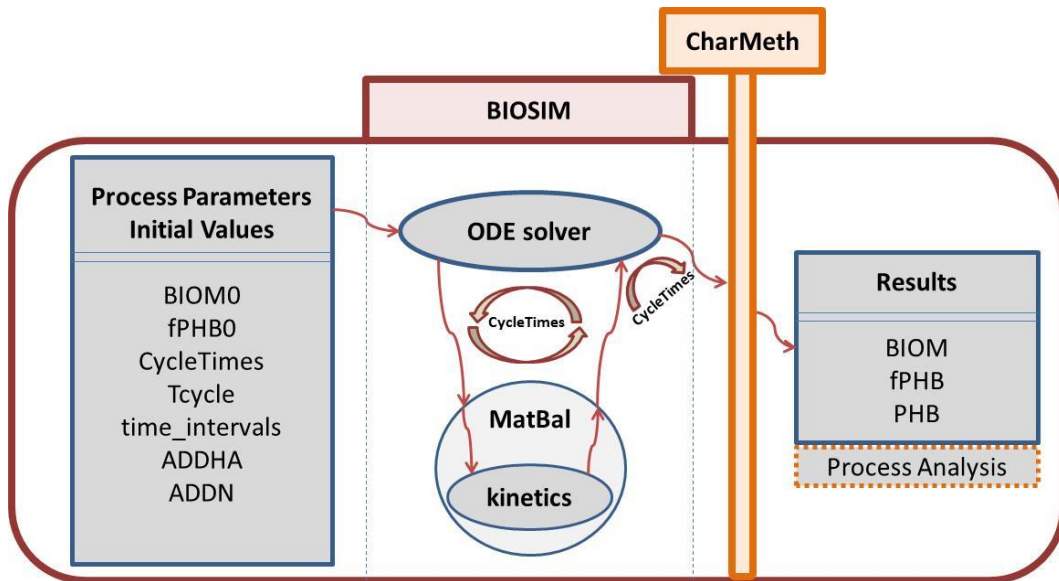 CharMeth
BIOSIM
Process Parameters
Initial Values
BIOM0
fPHB0
CycleTimes
Tcycle
time_intervals
ADDHA
ADDN
ODE solver
CycleTimes
CycleTimes
MatBal
kinetics
Results
BIOM
fPHB
PHB
Process Analysis